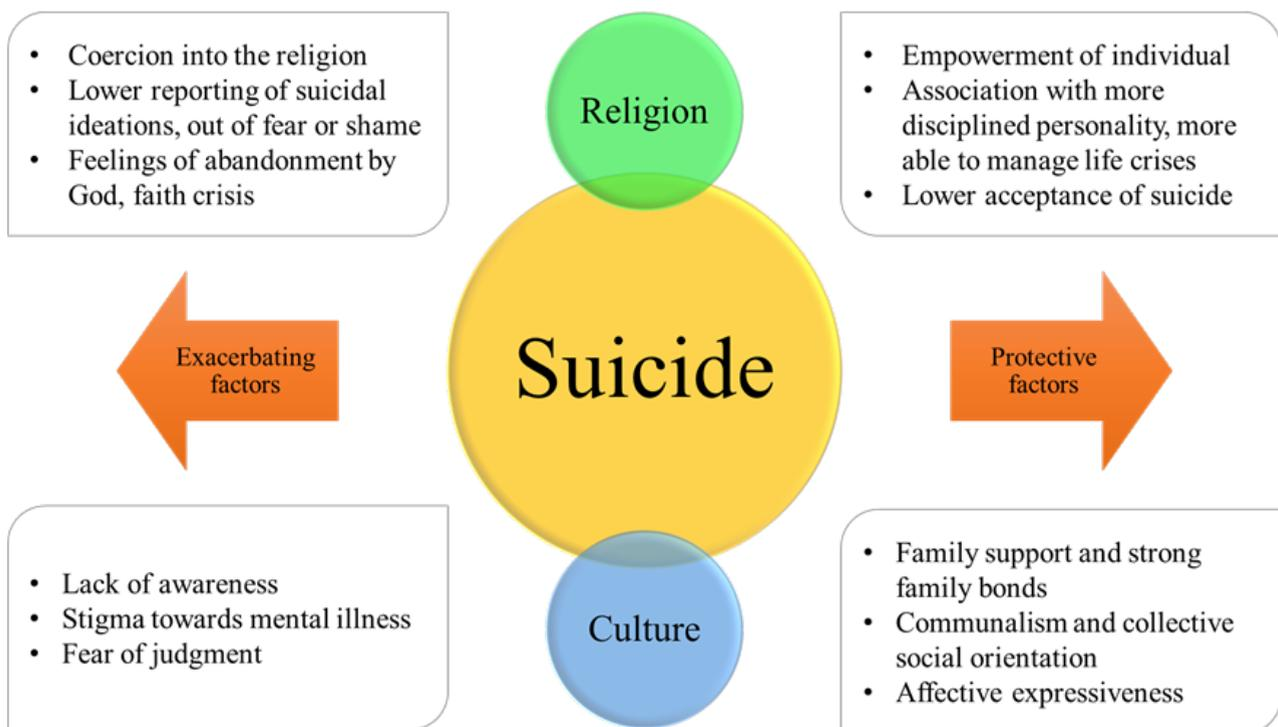 • Coercion into the religion
• Lower reporting of suicidal
ideations, out of fear or shame
• Feelings of abandonment by
God, faith crisis
Religion
• Empowerment of individual
• Association with more
disciplined personality, more
able to manage life crises
• Lower acceptance of suicide
Exacerbating
factors
Suicide
Protective
factors
• Lack of awareness
• Stigma towards mental illness
• Fear of judgment
Culture
• Family support and strong
family bonds
• Communalism and collective
social orientation
• Affective expressiveness